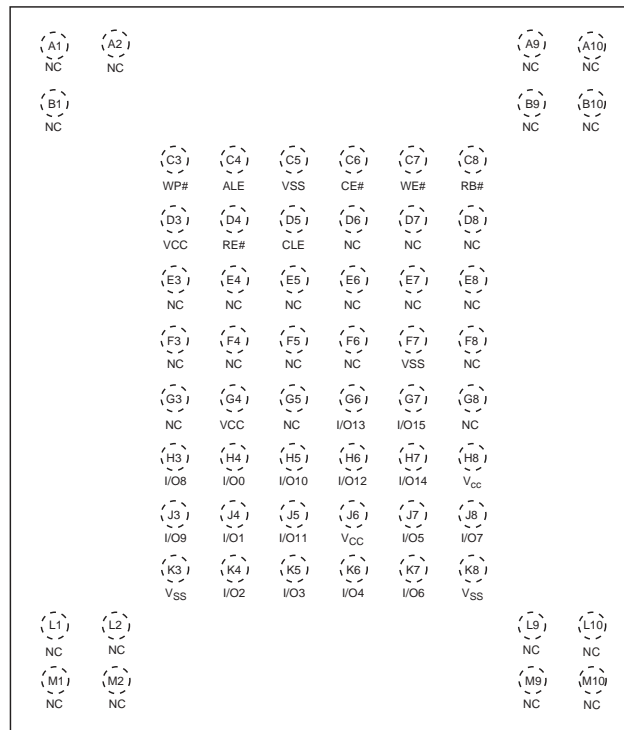 A1 A2 A9 A10
NC NC NC NC
B1 B9 B10
NC NC NC
C3 C4 C5 C6 C7 C8
WP# ALE VSS CE# WE# RB#
D3 D4 D5 D6 D7 D8
VCC RE# CLE NC NC NC
E3 E4 E5 E6 E7 E8
NC NC NC NC NC NC
F3 F4 F5 F6 F7 F8
NC NC NC NC VSS NC
G3 G4 G5 G6 G7 G8
NC VCC NC I/O13 I/O15 NC
H3 H4 H5 H6 H7 H8
I/O8 I/O0 I/O10 I/O12 I/O14 Vcc
J3 J4 J5 J6 J7 J8
I/O9 I/O1 I/O11 VCC I/O5 I/O7
K3 K4 K5 K6 K7 K8
VSS I/O2 I/O3 I/O4 I/O6 VSS
L1 L2 L9 L10
NC NC NC NC
M1 M2 M9 M10
NC NC NC NC